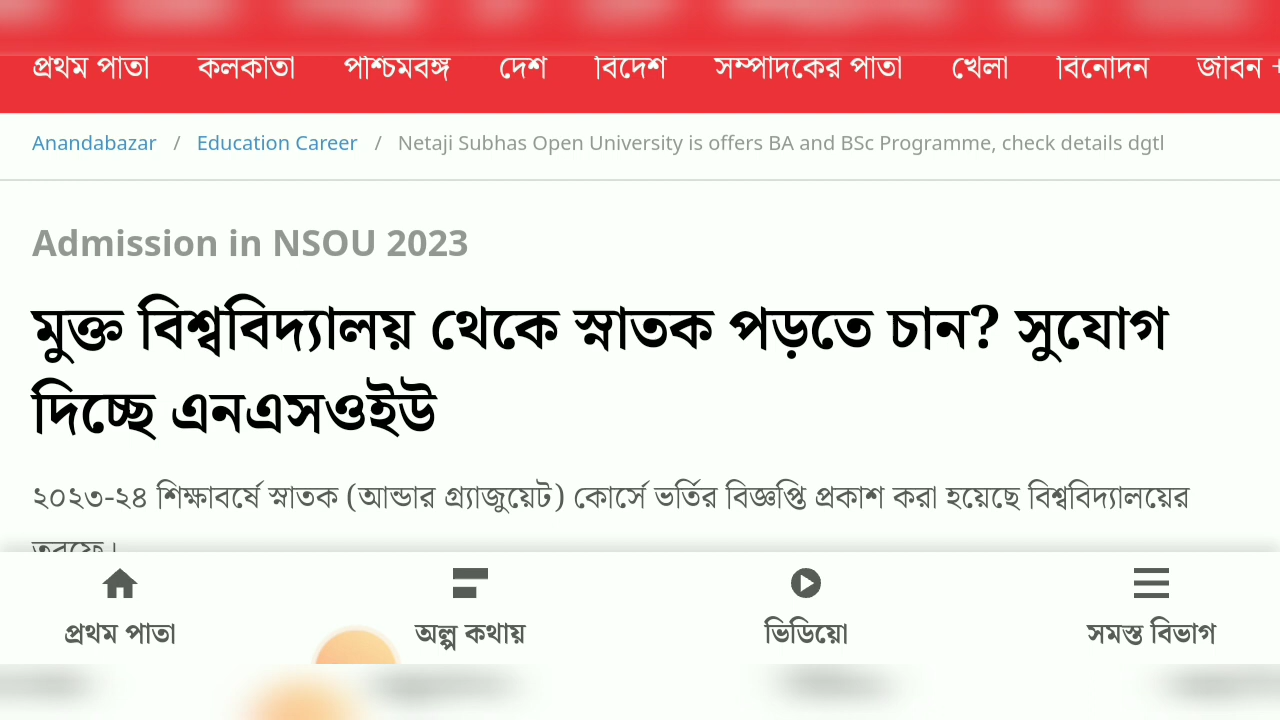 প্রথম পাতা কলকাতা পশ্চিমবঙ্গ দেশ বিদেশ সম্পাদকের পাতা খেলা বিনোদন জীবন
Anandabazar / Education Career / Netaji Subhas Open University is offers BA and BSc Programme, check details dgtl
Admission in NSOU 2023
মুক্ত বিশ্ববিদ্যালয় থেকে স্নাতক পড়তে চান? সুযোগ
দিচ্ছে এনএসওইউ
২০২৩-২৪ শিক্ষাবর্ষে স্নাতক (আন্ডার গ্র্যাজুয়েট) কোর্সে ভর্তির বিজ্ঞপ্তি প্রকাশ করা হয়েছে বিশ্ববিদ্যালয়ের
তরফে।
প্রথম পাতা অল্প কথায় ভিডিয়ো সমস্ত বিভাগ